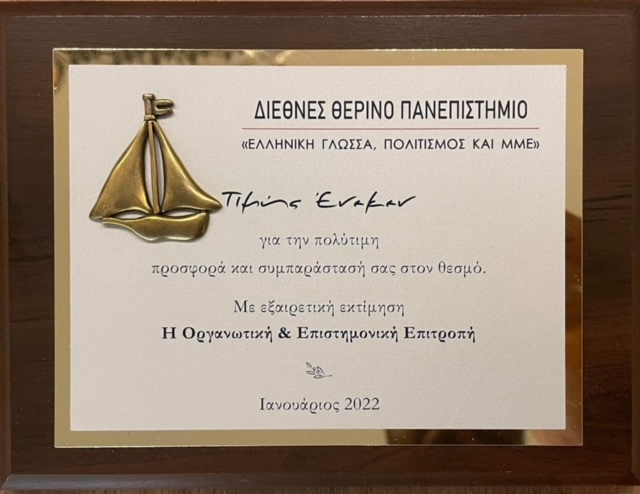 ΔΙΕΘΝΕΣ ΘΕΡΙΝΟ ΠΑΝΕΠΙΣΤΗΜΙΟ
«ΕΛΛΗΝΙΚΗ ΓΛΩΣΣΑ, ΠΟΛΙΤΙΣΜΟΣ ΚΑΙ ΜΜΕ»
Τιμής Ένεκεν
για την πολύτιμη
προσφορά και συμπαράστασή σας στον θεσμό.
Με εξαιρετική εκτίμηση
Η Οργανωτική & Επιστημονική Επιτροπή
Ιανουάριος 2022